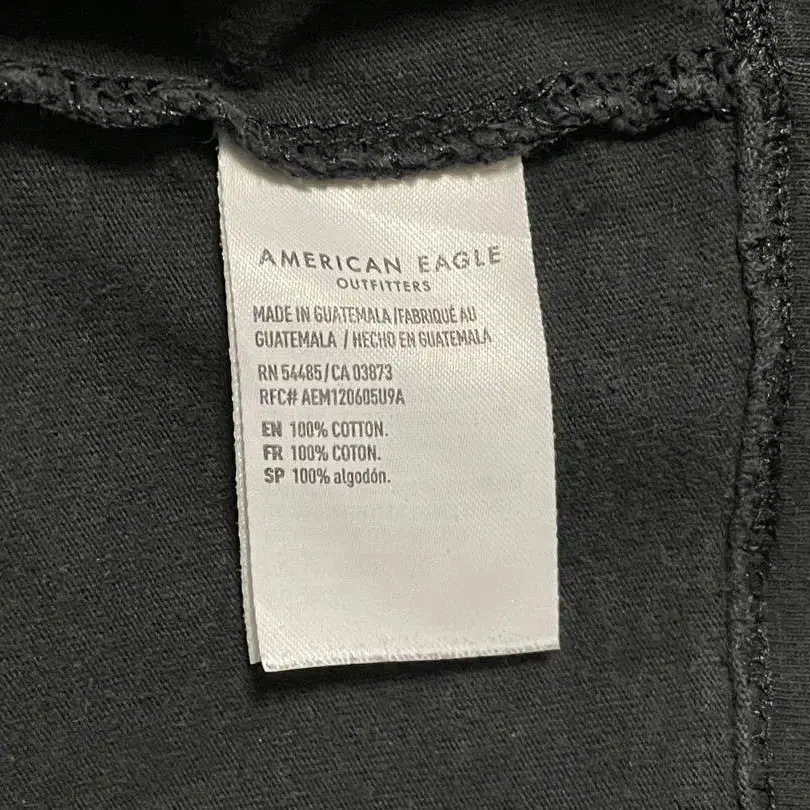 AMERICAN EAGLE
OUTFITTERS
MADE IN GUATEMALA/FABRIQUÉ AU
GUATEMALA / HECHO EN GUATEMALA
RN 54485/CA 03873
RFC# AEM120605U9A
EN 100% COTTON.
FR 100% COTON.
SP 100% algodón.